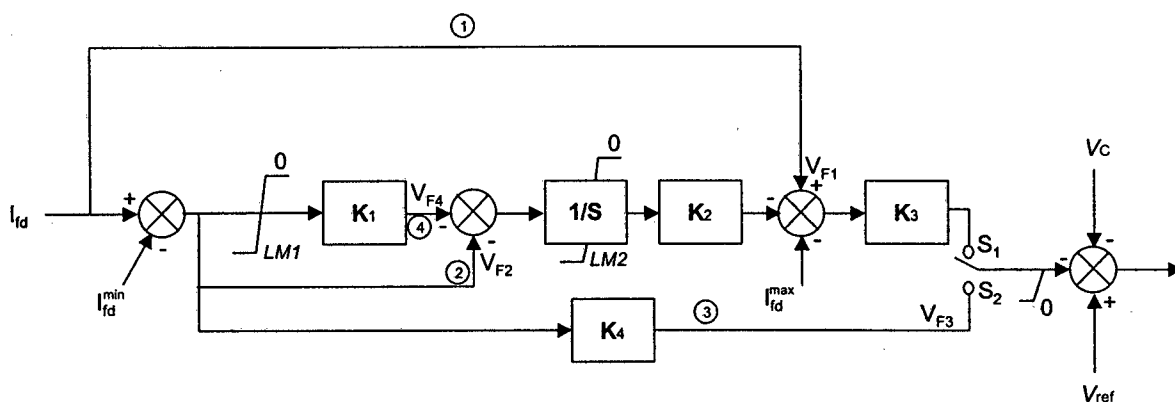 ①
V_C
0
0
V_F1
I_fd
+
-
K₁
V_F4
④
-
-
V_F2
1/S
K₂
-
+
-
K₃
LM1
LM2
S₁
-
-
+
I_fd^min
②
I_fd^max
S₂
0
K₄
③
V_F3
V_ref